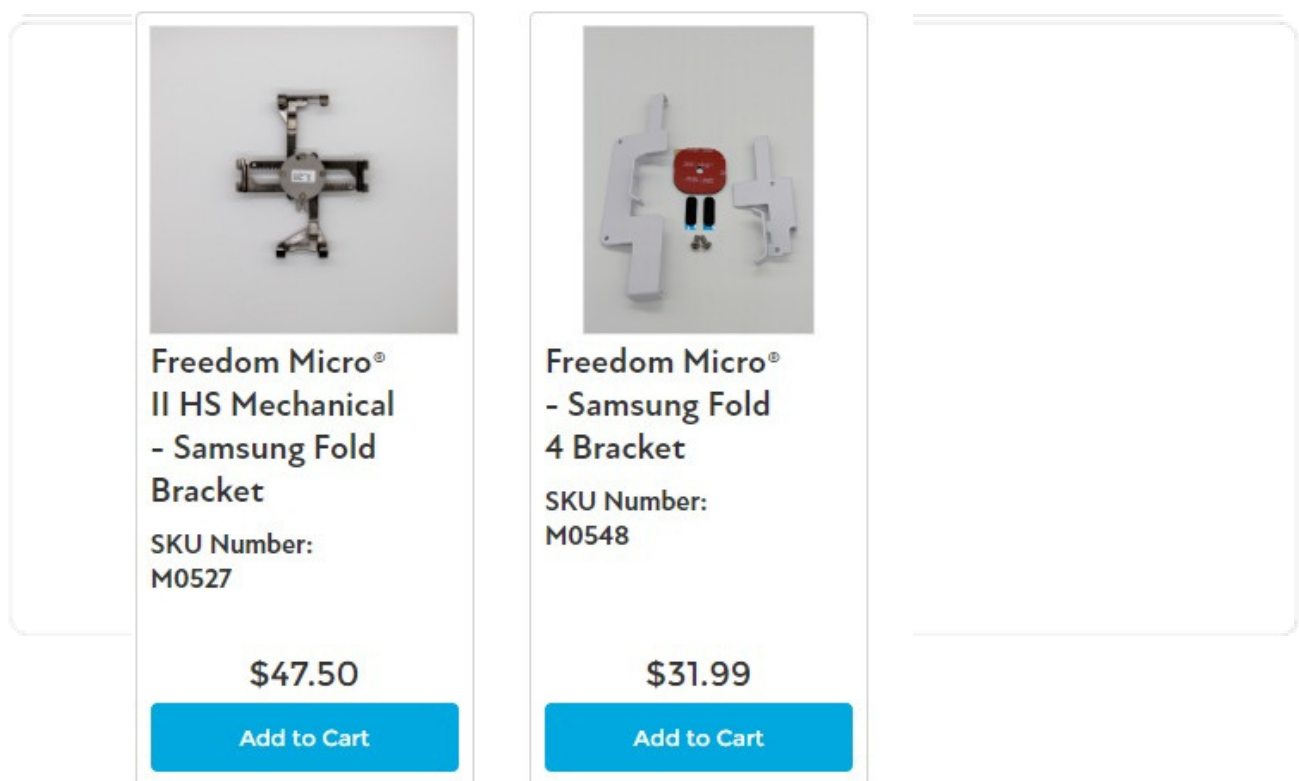 Freedom Micro®
II HS Mechanical
- Samsung Fold
Bracket
SKU Number:
M0527
$47.50
Add to Cart
Freedom Micro®
- Samsung Fold
4 Bracket
SKU Number:
M0548
$31.99
Add to Cart